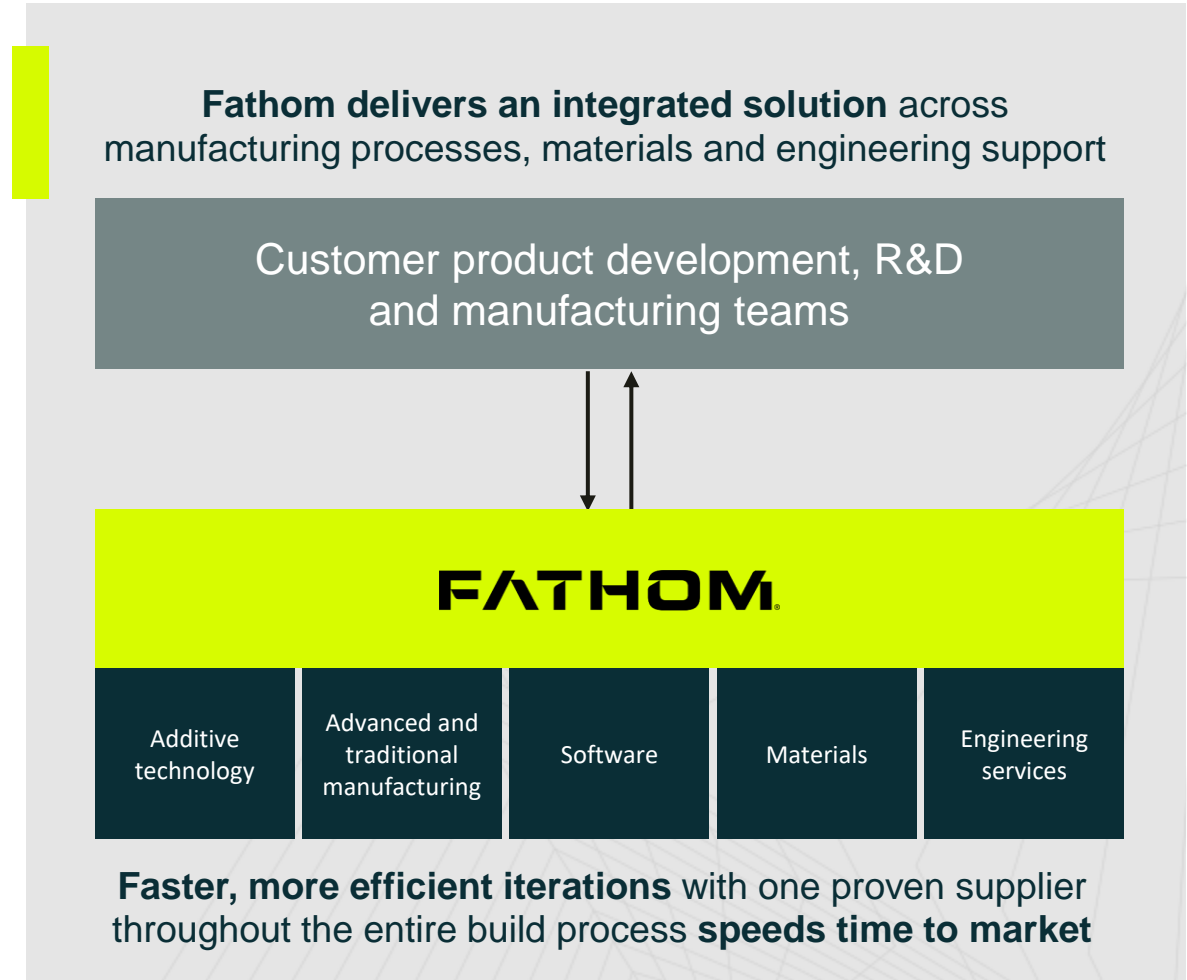 Fathom delivers an integrated solution across
manufacturing processes, materials and engineering support
Customer product development, R&D
and manufacturing teams
FATHOM®
Additive
technology
Advanced and
traditional
manufacturing
Software
Materials
Engineering
services
Faster, more efficient iterations with one proven supplier
throughout the entire build process speeds time to market